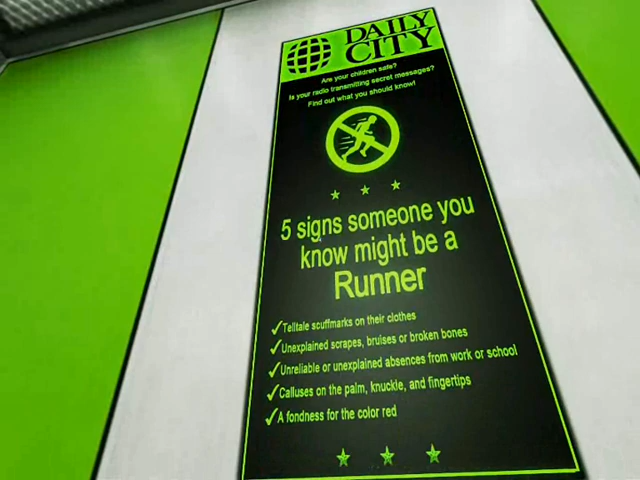 DAILY
CITY
Are your children safe?
Is your radio transmitting secret messages?
Find out what you should know!
5 signs someone you
know might be a
Runner
✓Telltale scuffmarks on their clothes
✓Unexplained scrapes, bruises or broken bones
✓Unreliable or unexplained absences from work or school
✓Calluses on the palm, knuckle, and fingertips
✓A fondness for the color red